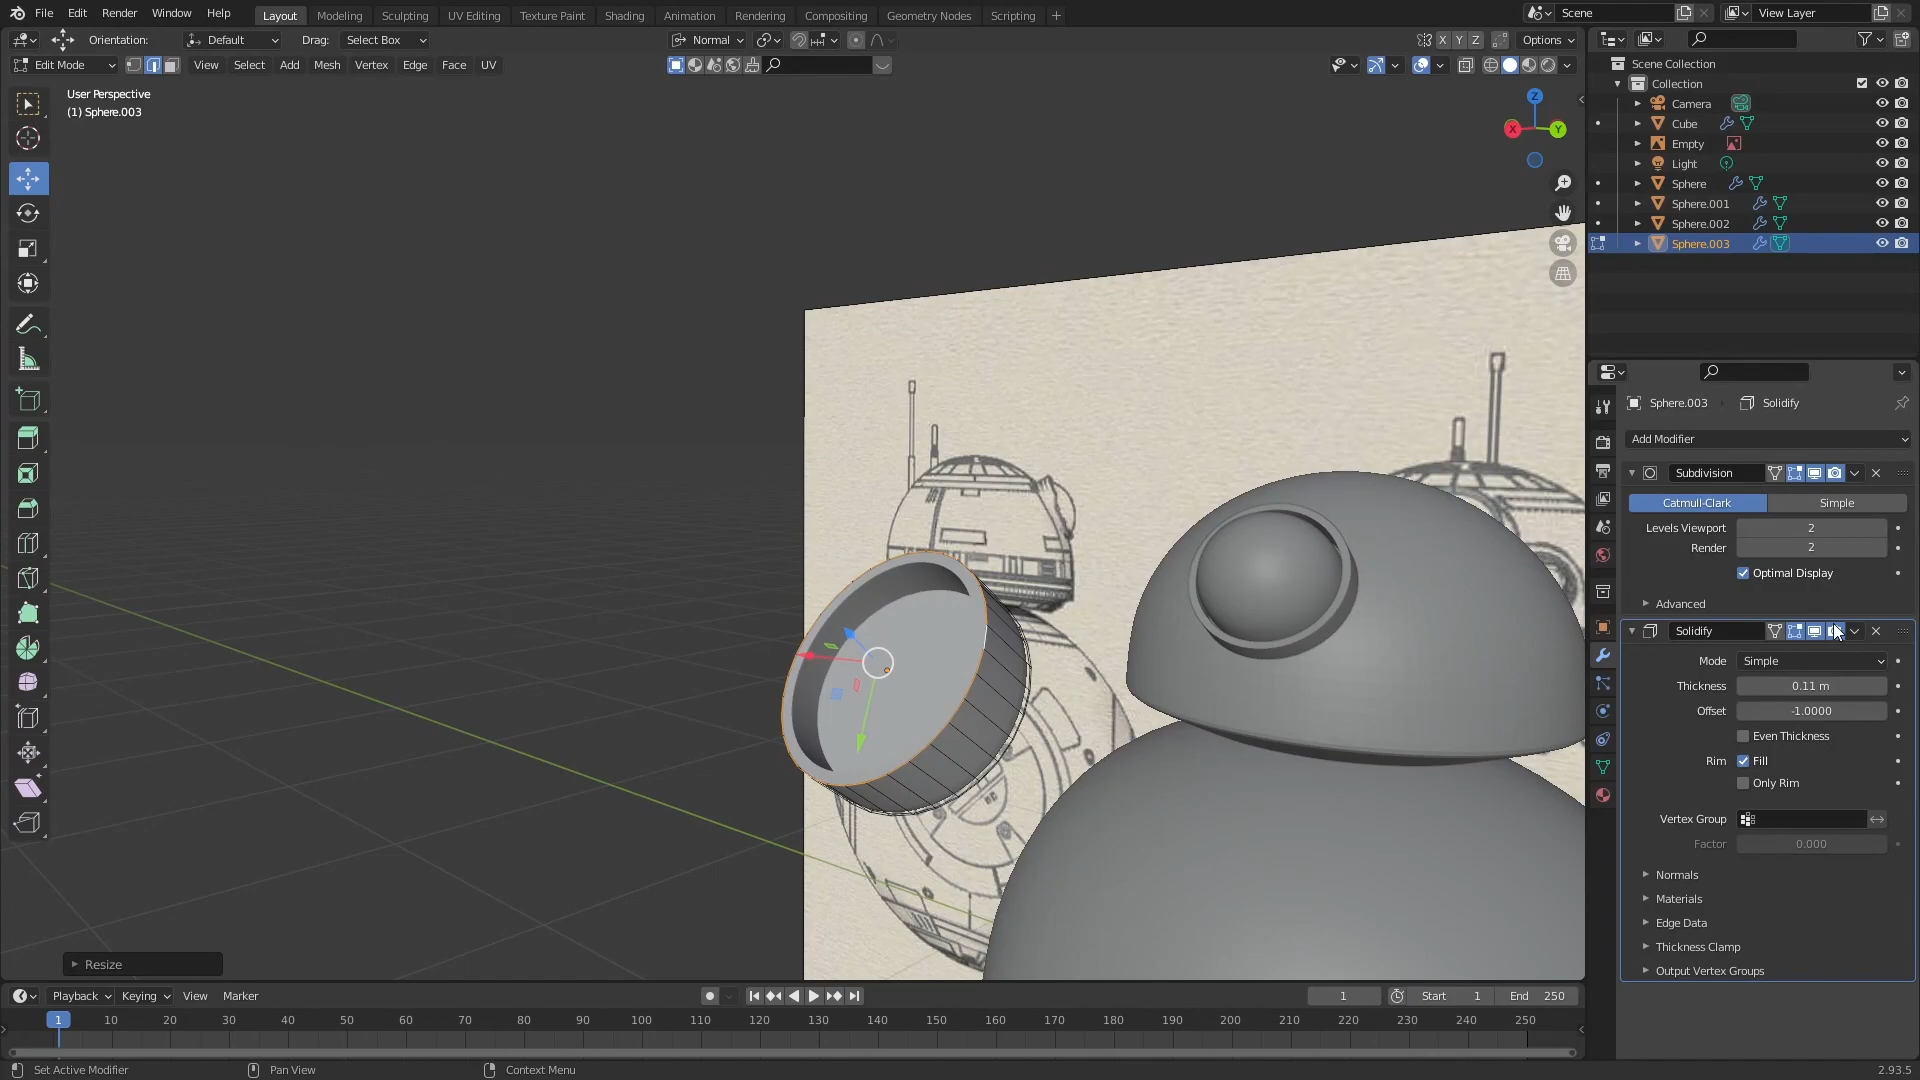 File Edit Render Window Help Layout Modeling Sculpting UV Editing Texture Paint Shading Animation Rendering Compositing Geometry Nodes Scripting + Scene View Layer
Orientation: Default Drag: Select Box Normal X Y Z Options
Edit Mode View Select Add Mesh Vertex Edge Face UV
User Perspective
(1) Sphere.003
Z
X Y
Scene Collection
Collection
Camera
Cube
Empty
Light
Sphere
Sphere.001
Sphere.002
Sphere.003
Sphere.003 Solidify
Add Modifier
Subdivision
Catmull-Clark Simple
Levels Viewport 2
Render 2
Optimal Display
Advanced
Solidify
Mode Simple
Thickness 0.11 m
Offset -1.0000
Even Thickness
Rim Fill
Only Rim
Vertex Group
Factor 0.000
Normals
Materials
Edge Data
Thickness Clamp
Output Vertex Groups
Resize
Playback Keying View Marker 1 Start 1 End 250
1 10 20 30 40 50 60 70 80 90 100 110 120 130 140 150 160 170 180 190 200 210 220 230 240 250
Set Active Modifier Pan View Context Menu 2.93.5